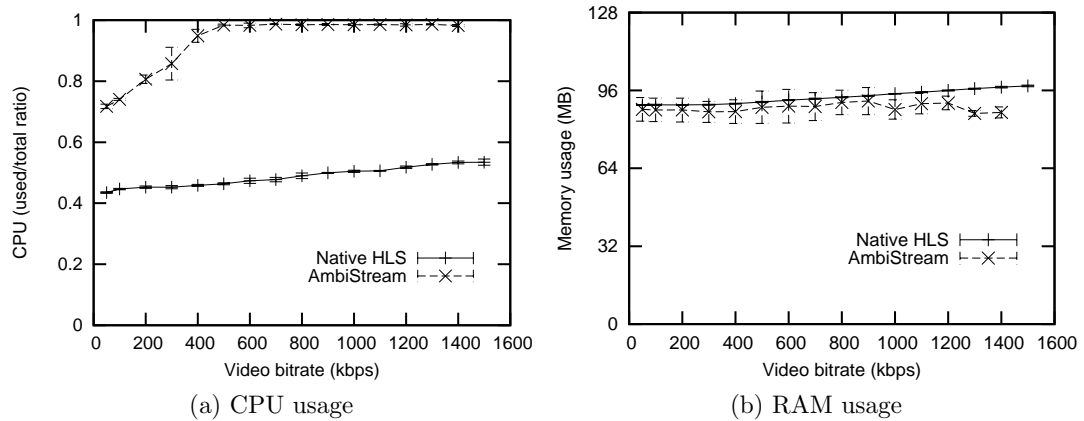 1
0.8
0.6
0.4
0.2
0
CPU (used/total ratio)
Native HLS
AmbiStream
0 200 400 600 800 1000 1200 1400 1600
Video bitrate (kbps)
(a) CPU usage
128
96
64
32
0
Memory usage (MB)
Native HLS
AmbiStream
0 200 400 600 800 1000 1200 1400 1600
Video bitrate (kbps)
(b) RAM usage